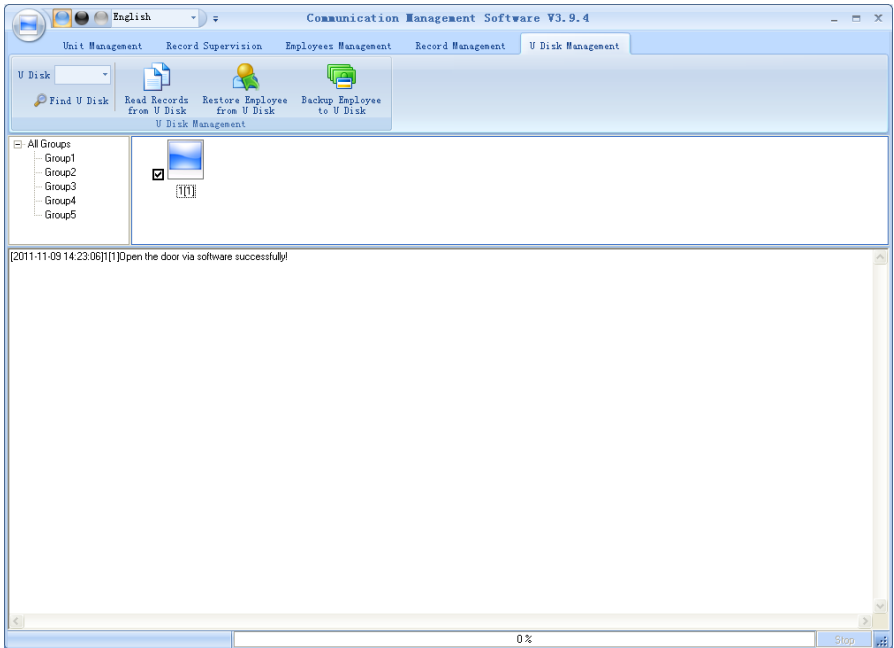 English
Communication Management Software V3.9.4
Unit Management
Record Supervision
Employees Management
Record Management
U Disk Management
U Disk
Find U Disk
Read Records
from U Disk
Restore Employee
from U Disk
Backup Employee
to U Disk
U Disk Management
All Groups
Group1
Group2
Group3
Group4
Group5
1[1]
[2011-11-09 14:23:06]1[1]Open the door via software successfully!
0 %
Stop